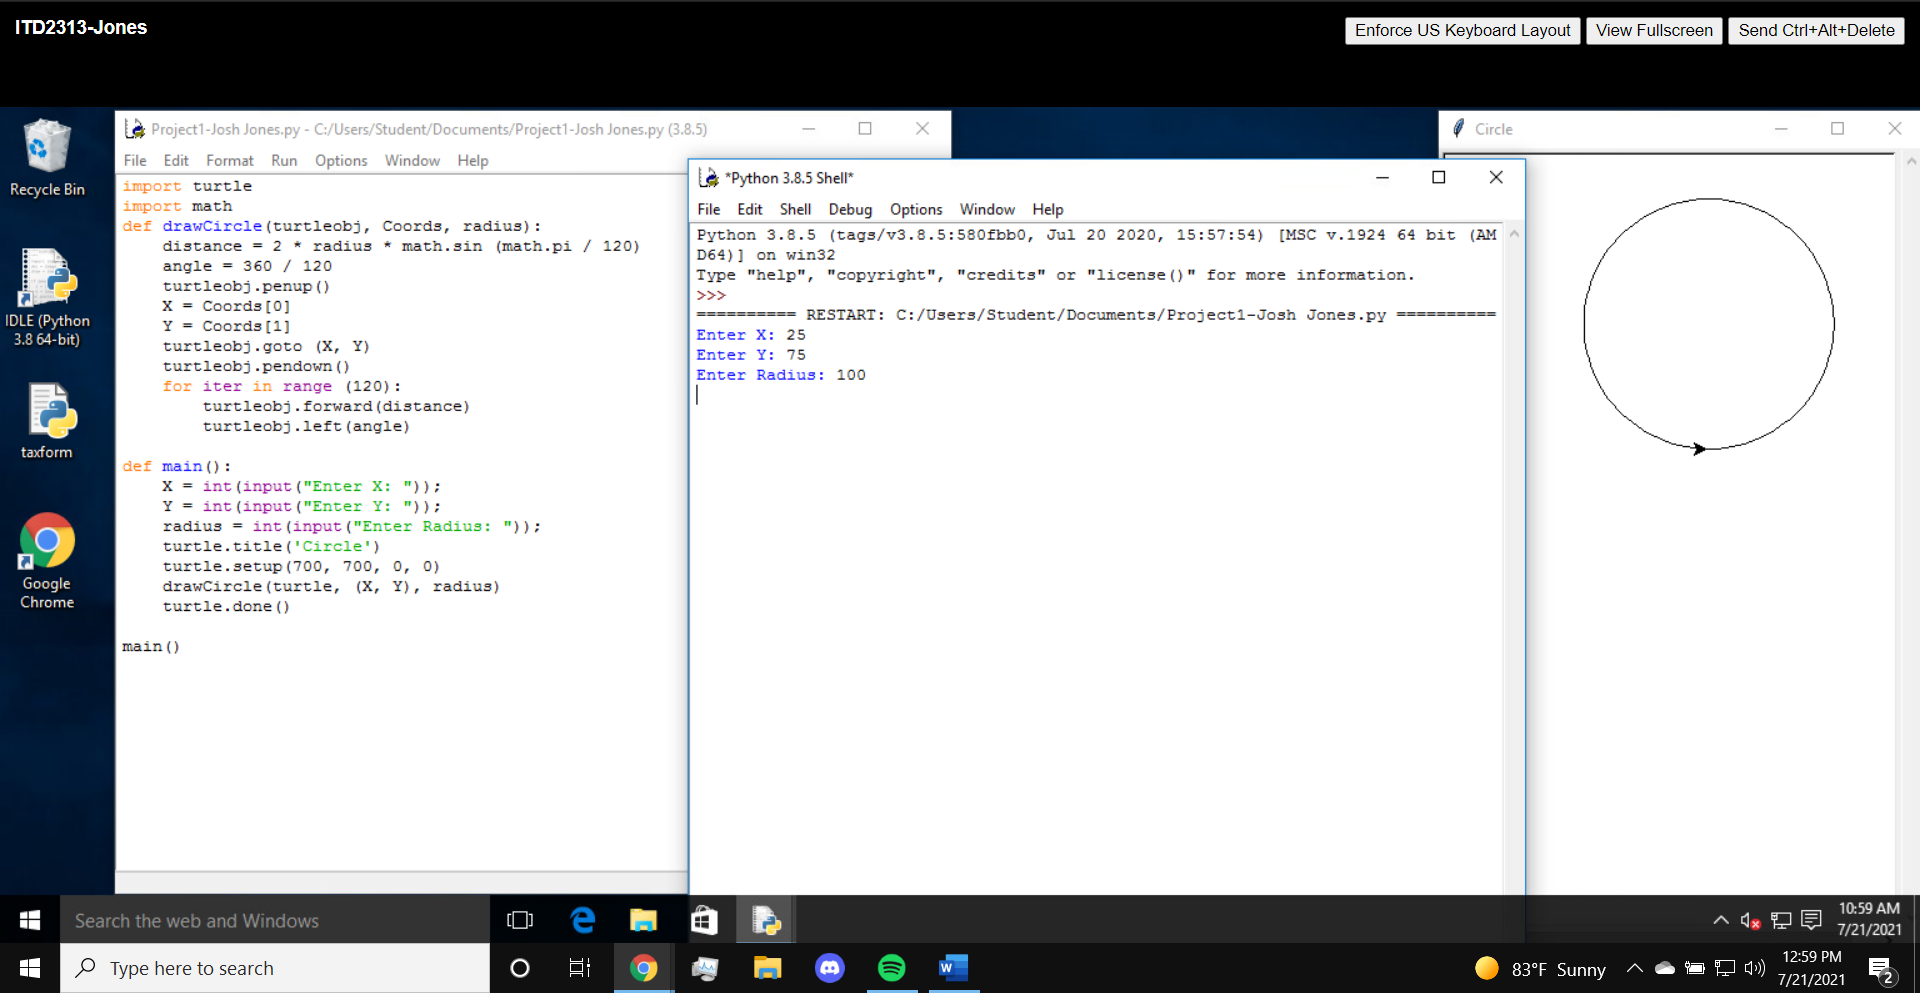 ITD2313-Jones
Enforce US Keyboard Layout
View Fullscreen
Send Ctrl+Alt+Delete
Recycle Bin
IDLE (Python
3.8 64-bit)
taxform
Google
Chrome
Project1-Josh Jones.py - C:/Users/Student/Documents/Project1-Josh Jones.py (3.8.5)
File Edit Format Run Options Window Help
import turtle
import math
def drawCircle(turtleobj, Coords, radius):
    distance = 2 * radius * math.sin (math.pi / 120)
    angle = 360 / 120
    turtleobj.penup()
    X = Coords[0]
    Y = Coords[1]
    turtleobj.goto (X, Y)
    turtleobj.pendown()
    for iter in range (120):
        turtleobj.forward(distance)
        turtleobj.left(angle)
def main():
    X = int(input("Enter X: "));
    Y = int(input("Enter Y: "));
    radius = int(input("Enter Radius: "));
    turtle.title('Circle')
    turtle.setup(700, 700, 0, 0)
    drawCircle(turtle, (X, Y), radius)
    turtle.done()
main()
*Python 3.8.5 Shell*
File Edit Shell Debug Options Window Help
Python 3.8.5 (tags/v3.8.5:580fbb0, Jul 20 2020, 15:57:54) [MSC v.1924 64 bit (AM
D64)] on win32
Type "help", "copyright", "credits" or "license()" for more information.
>>>
========== RESTART: C:/Users/Student/Documents/Project1-Josh Jones.py ==========
Enter X: 25
Enter Y: 75
Enter Radius: 100
Circle
Search the web and Windows
10:59 AM
7/21/2021
Type here to search
W
83°F Sunny
12:59 PM
7/21/2021
2